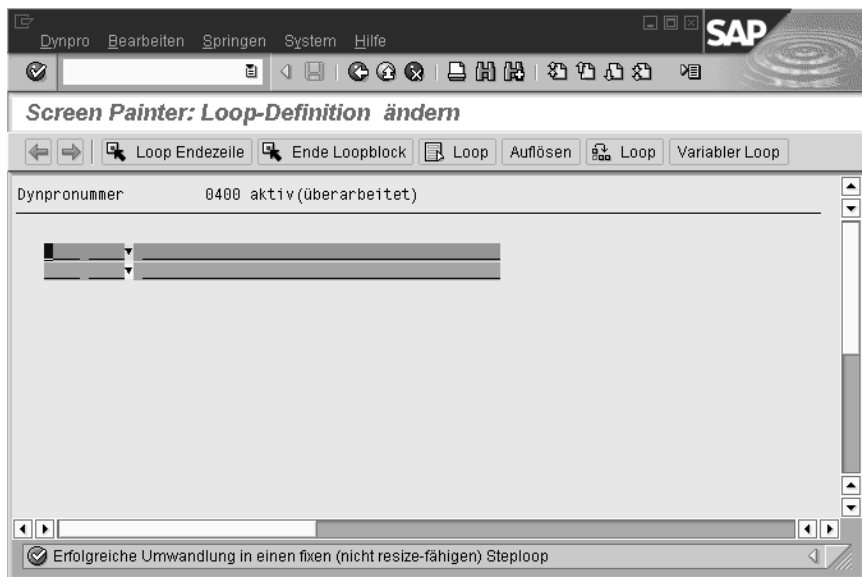 Dynpro Bearbeiten Springen System Hilfe
SAP
Screen Painter: Loop-Definition ändern
Loop Endezeile Ende Loopblock Loop Auflösen Loop Variabler Loop
Dynpronummer 0400 aktiv(überarbeitet)
Erfolgreiche Umwandlung in einen fixen (nicht resize-fähigen) Steploop